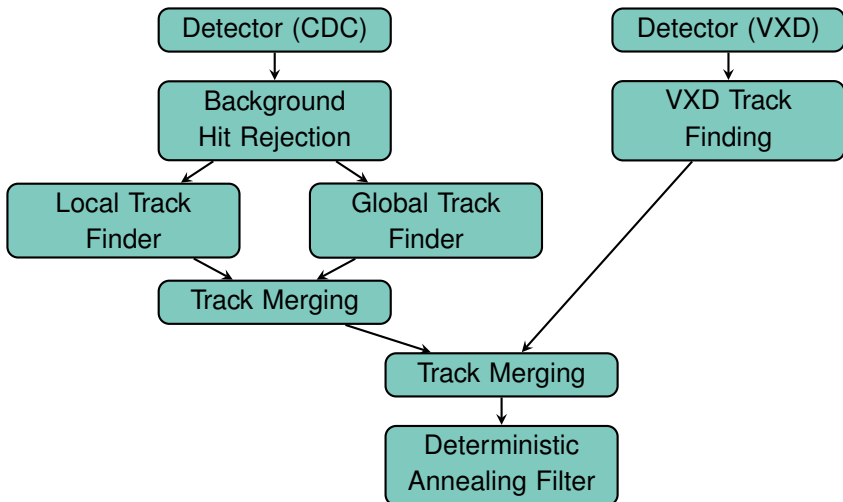 Detector (CDC)
Detector (VXD)
Background
Hit Rejection
VXD Track
Finding
Local Track
Finder
Global Track
Finder
Track Merging
Track Merging
Deterministic
Annealing Filter